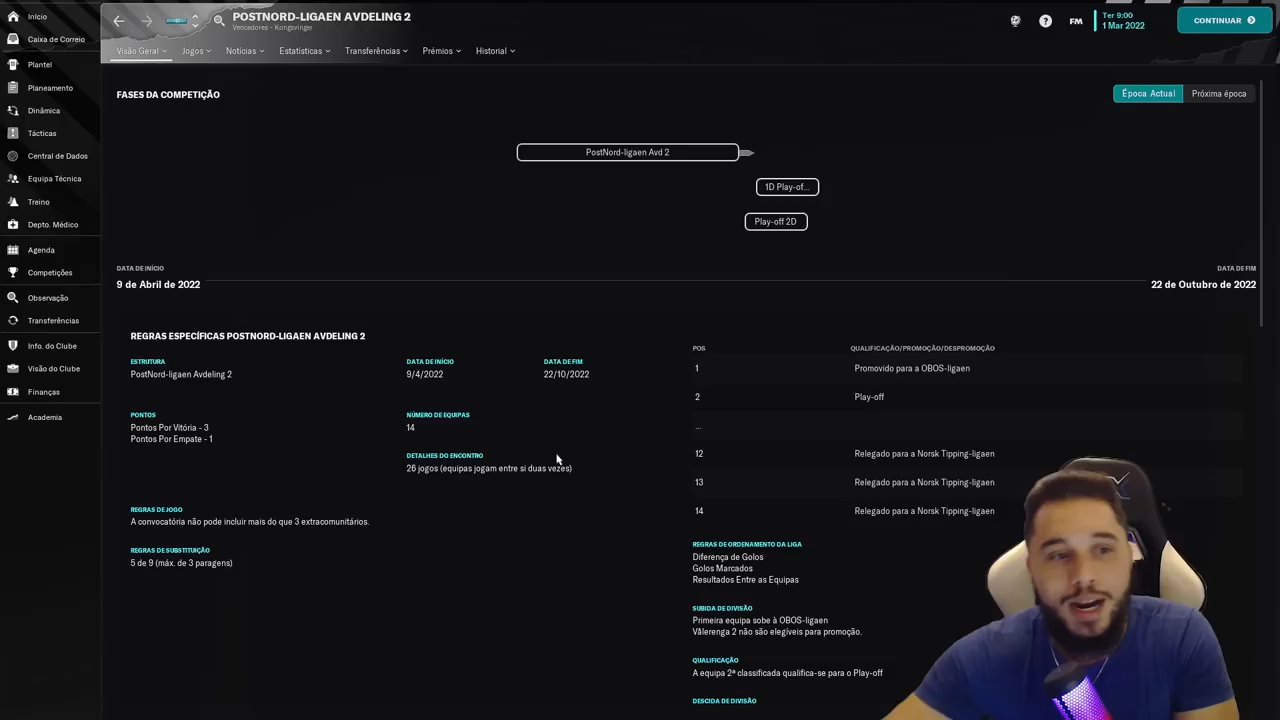 Início
Caixa de Correio
Plantel
Planeamento
Dinâmica
Tácticas
Central de Dados
Equipa Técnica
Treino
Depto. Médico
Agenda
Competições
Observação
Transferências
Info. do Clube
Visão do Clube
Finanças
Academia
POSTNORD-LIGAEN AVDELING 2
Vencedores - Kongsvinger
?
FM
Ter 9:00
1 Mar 2022
CONTINUAR
Visão Geral
Jogos
Notícias
Estatísticas
Transferências
Prémios
Historial
FASES DA COMPETIÇÃO
Época Actual
Próxima época
PostNord-ligaen Avd 2
1D Play-of...
Play-off 2D
DATA DE INÍCIO
9 de Abril de 2022
DATA DE FIM
22 de Outubro de 2022
REGRAS ESPECÍFICAS POSTNORD-LIGAEN AVDELING 2
ESTRUTURA
PostNord-ligaen Avdeling 2
DATA DE INÍCIO
9/4/2022
DATA DE FIM
22/10/2022
PONTOS
Pontos Por Vitória - 3
Pontos Por Empate - 1
NÚMERO DE EQUIPAS
14
DETALHES DO ENCONTRO
26 jogos (equipas jogam entre si duas vezes)
REGRAS DE JOGO
A convocatória não pode incluir mais do que 3 extracomunitários.
REGRAS DE SUBSTITUIÇÃO
5 de 9 (máx. de 3 paragens)
POS QUALIFICAÇÃO/PROMOÇÃO/DESPROMOÇÃO
1 Promovido para a OBOS-ligaen
2 Play-off
...
12 Relegado para a Norsk Tipping-ligaen
13 Relegado para a Norsk Tipping-ligaen
14 Relegado para a Norsk Tipping-ligaen
REGRAS DE ORDENAMENTO DA LIGA
Diferença de Golos
Golos Marcados
Resultados Entre as Equipas
SUBIDA DE DIVISÃO
Primeira equipa sobe à OBOS-ligaen
Vålerenga 2 não são elegíveis para promoção.
QUALIFICAÇÃO
A equipa 2ª classificada qualifica-se para o Play-off
DESCIDA DE DIVISÃO